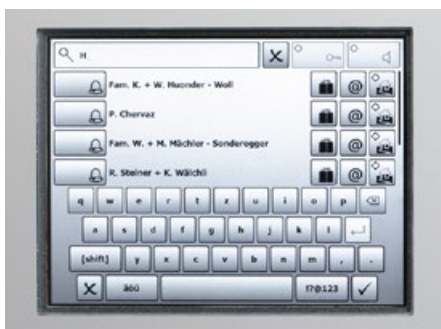 H
Fam. K. + W. Huonder - Woll
@
P. Chervaz
@
Fam. W. + M. Mächler - Sonderegger
@
R. Steiner + K. Wälchli
@
q w e r t z u i o p
a s d f g h j k l
[shift] y x c v b n m , .
äöü !?@123